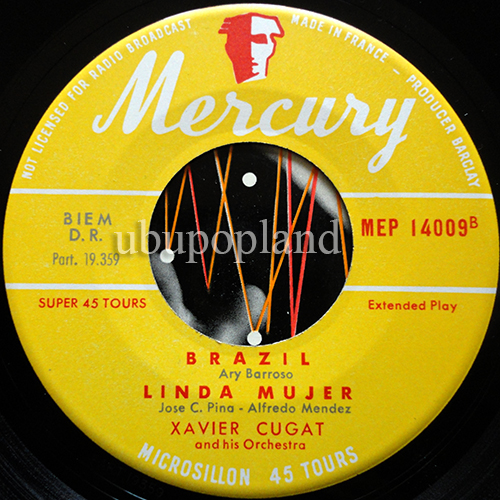 NOT LICENSED FOR RADIO BROADCAST
MADE IN FRANCE - PRODUCER BARCLAY
Mercury
BIEM
D.R.
Part. 19.359
MEP 14009B
ubupopland
SUPER 45 TOURS
Extended Play
BRAZIL
Ary Barroso
LINDA MUJER
Jose C. Pina - Alfredo Mendez
XAVIER CUGAT
and his Orchestra
MICROSILLON 45 TOURS